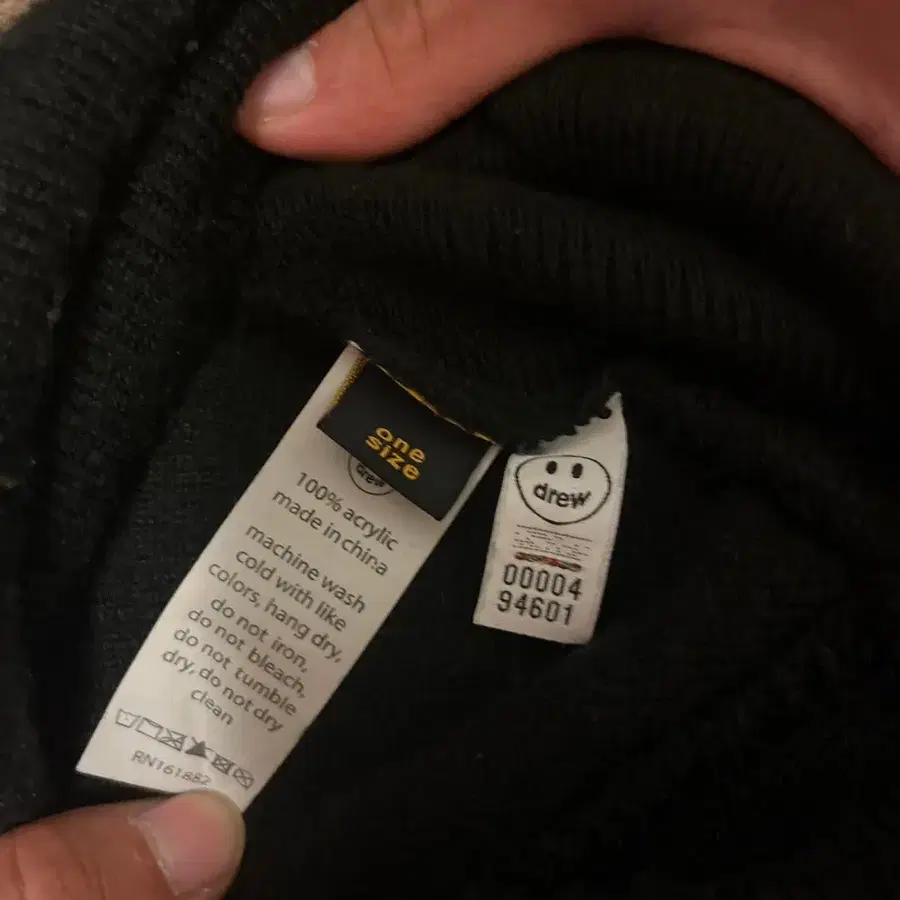 one
size
drew
100% acrylic
made in china
machine wash
cold with like
colors, hang dry,
do not iron,
do not bleach,
do not tumble
dry, do not dry
clean
RN161882
drew
00004
94601